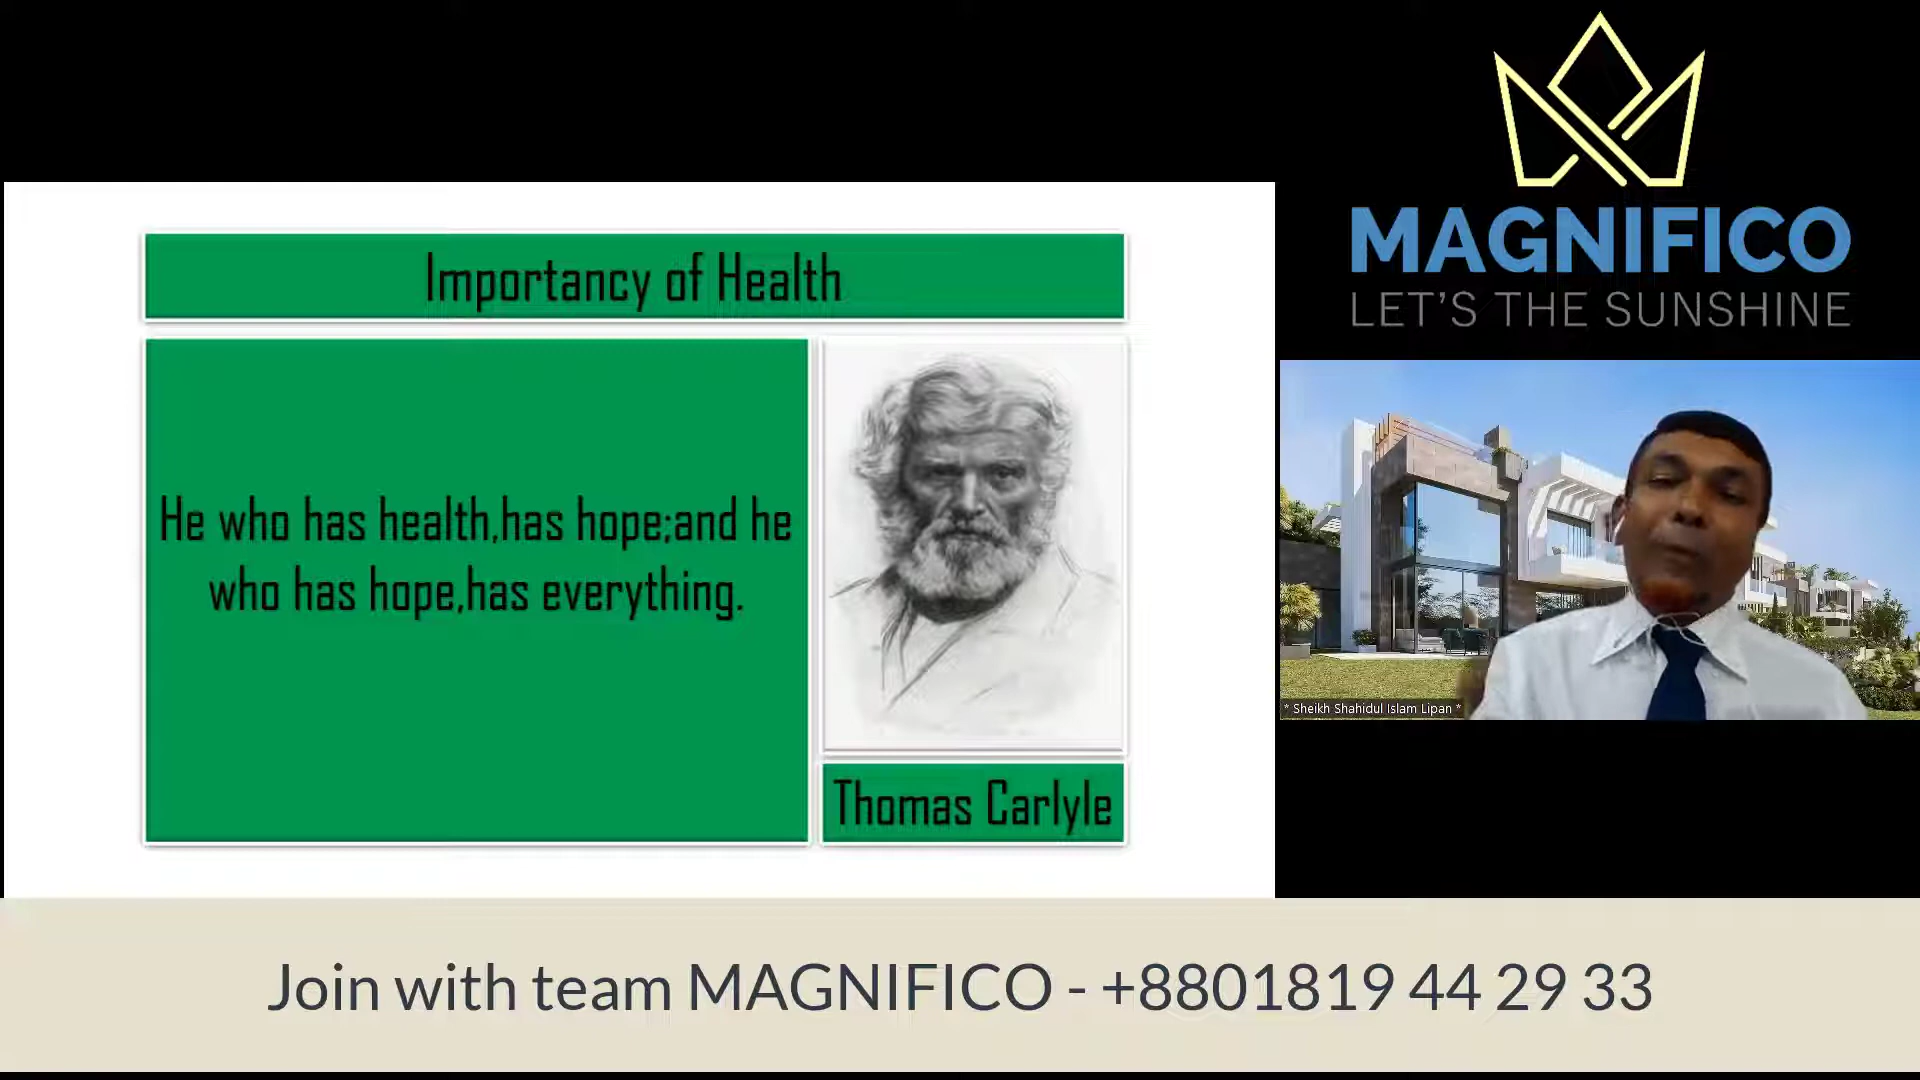 MAGNIFICO
LET'S THE SUNSHINE
Importancy of Health
He who has health,has hope;and he
who has hope,has everything.
Thomas Carlyle
* Sheikh Shahidul Islam Lipan *
Join with team MAGNIFICO - +8801819 44 29 33